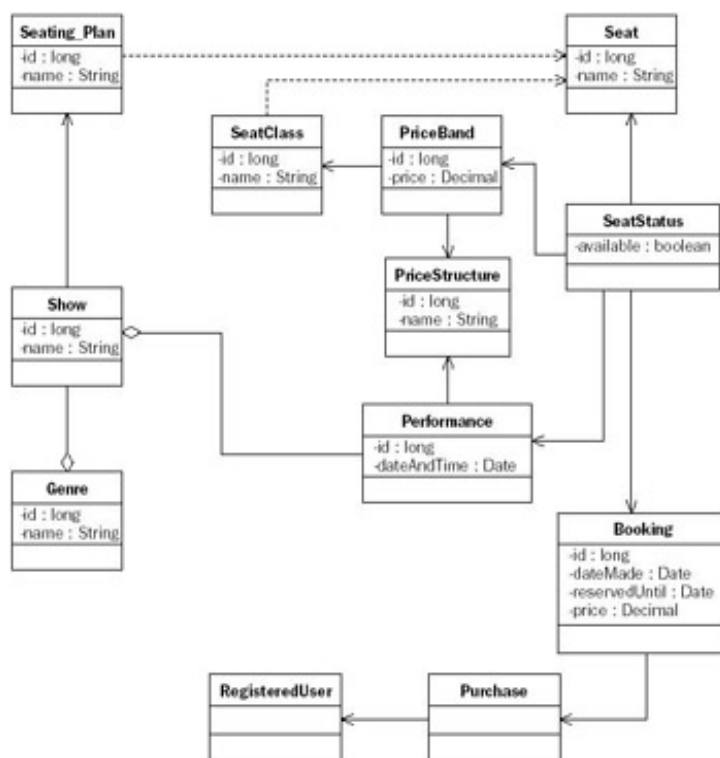 Seating_Plan
-id : long
-name : String
Seat
-id : long
-name : String
SeatClass
-id : long
-name : String
PriceBand
-id : long
-price : Decimal
SeatStatus
-available : boolean
PriceStructure
-id : long
-name : String
Show
-id : long
-name : String
Performance
-id : long
-dateAndTime : Date
Genre
-id : long
-name : String
Booking
-id : long
-dateMade : Date
-reservedUntil : Date
-price : Decimal
RegisteredUser
Purchase